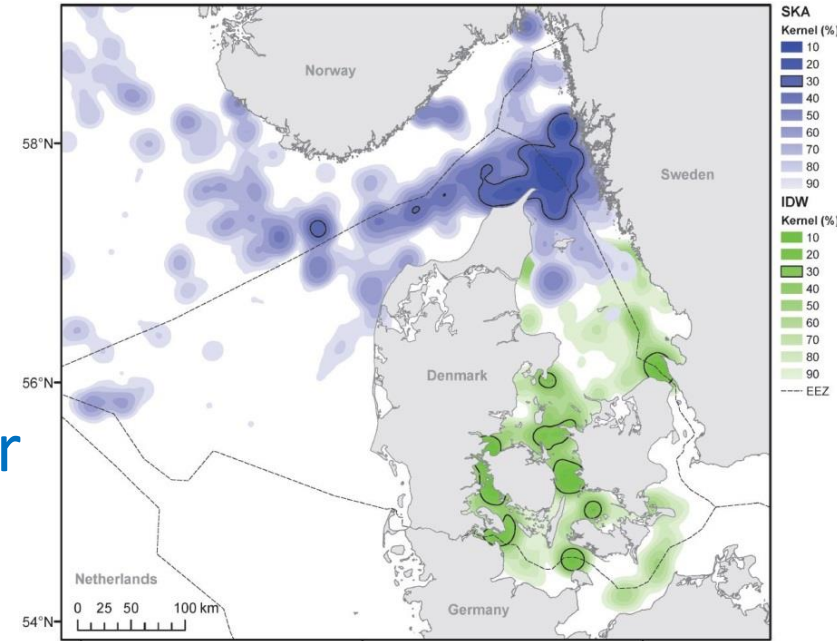 Norway
Sweden
Denmark
Netherlands
Germany
58°N
56°N
54°N
0 25 50 100 km
r
SKA
Kernel (%)
10
20
30
40
50
60
70
80
90
IDW
Kernel (%)
10
20
30
40
50
60
70
80
90
EEZ